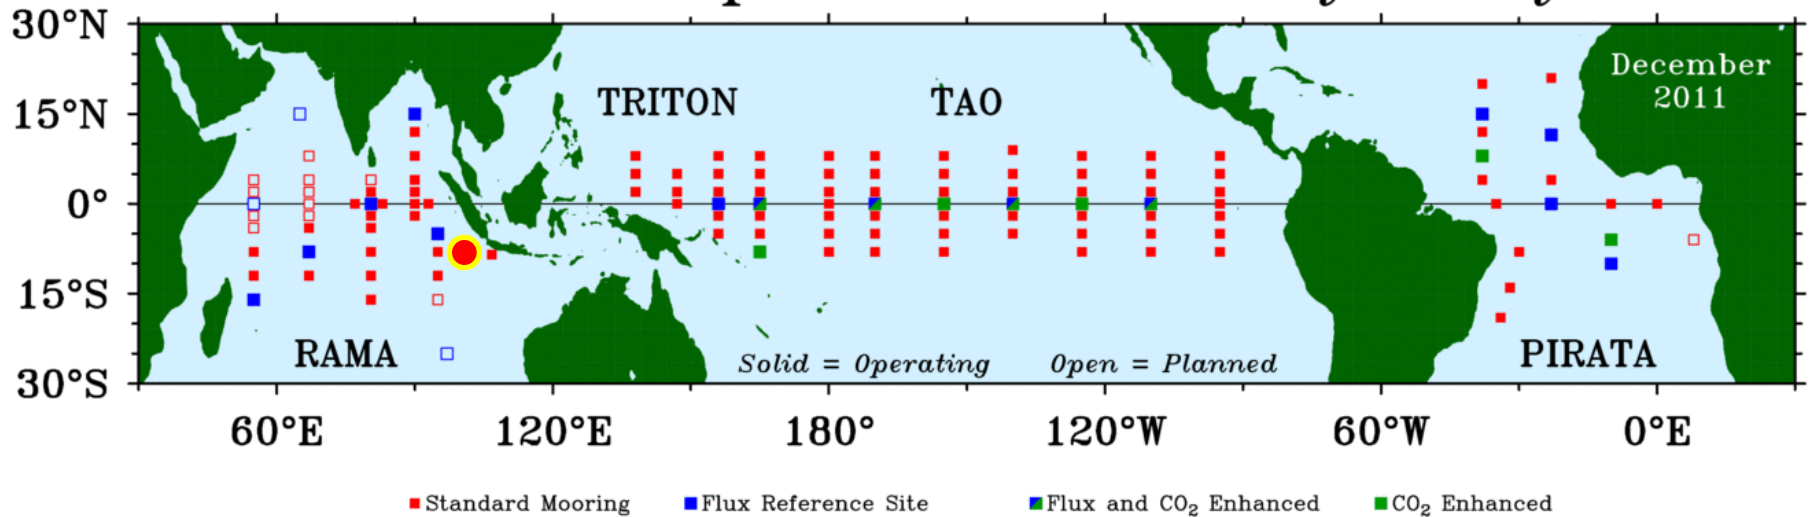 30°N
December
2011
TRITON
TAO
15°N
0°
15°S
RAMA
Solid = Operating
Open = Planned
PIRATA
30°S
60°E
120°E
180°
120°W
60°W
0°E
Standard Mooring
Flux Reference Site
Flux and CO₂ Enhanced
CO₂ Enhanced